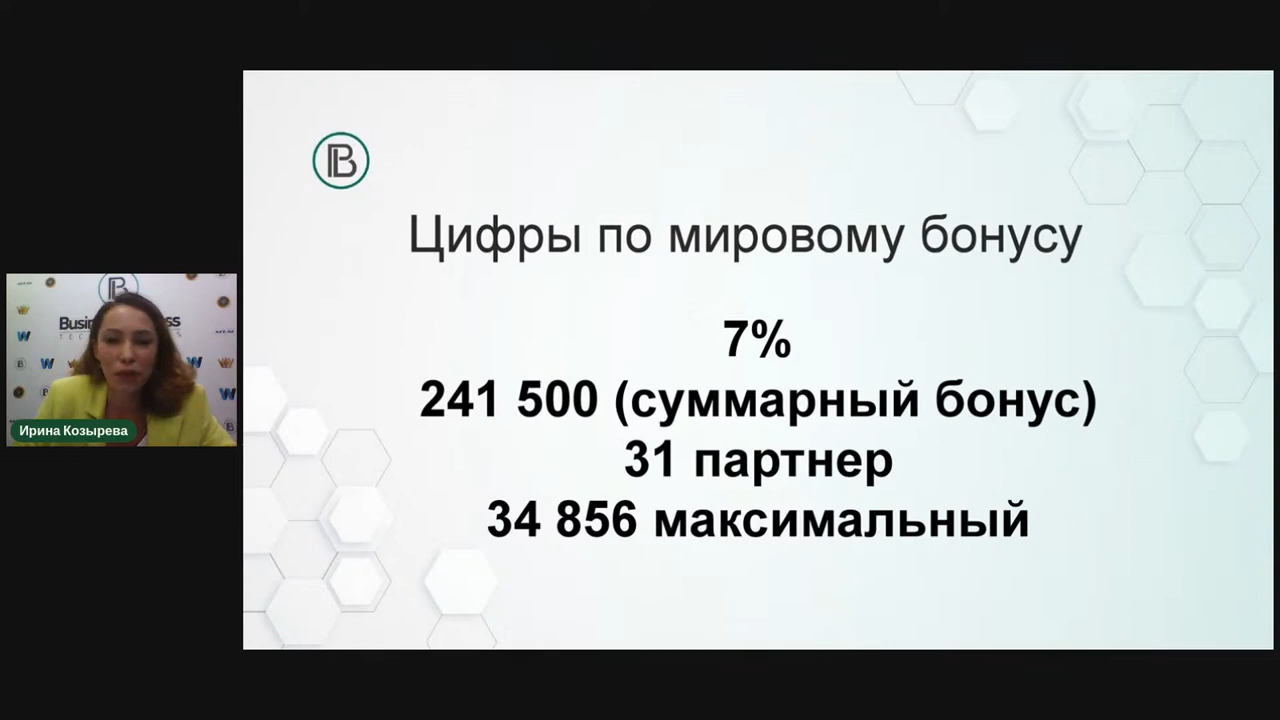 Цифры по мировому бонусу
7%
241 500 (суммарный бонус)
31 партнер
34 856 максимальный
Ирина Козырева